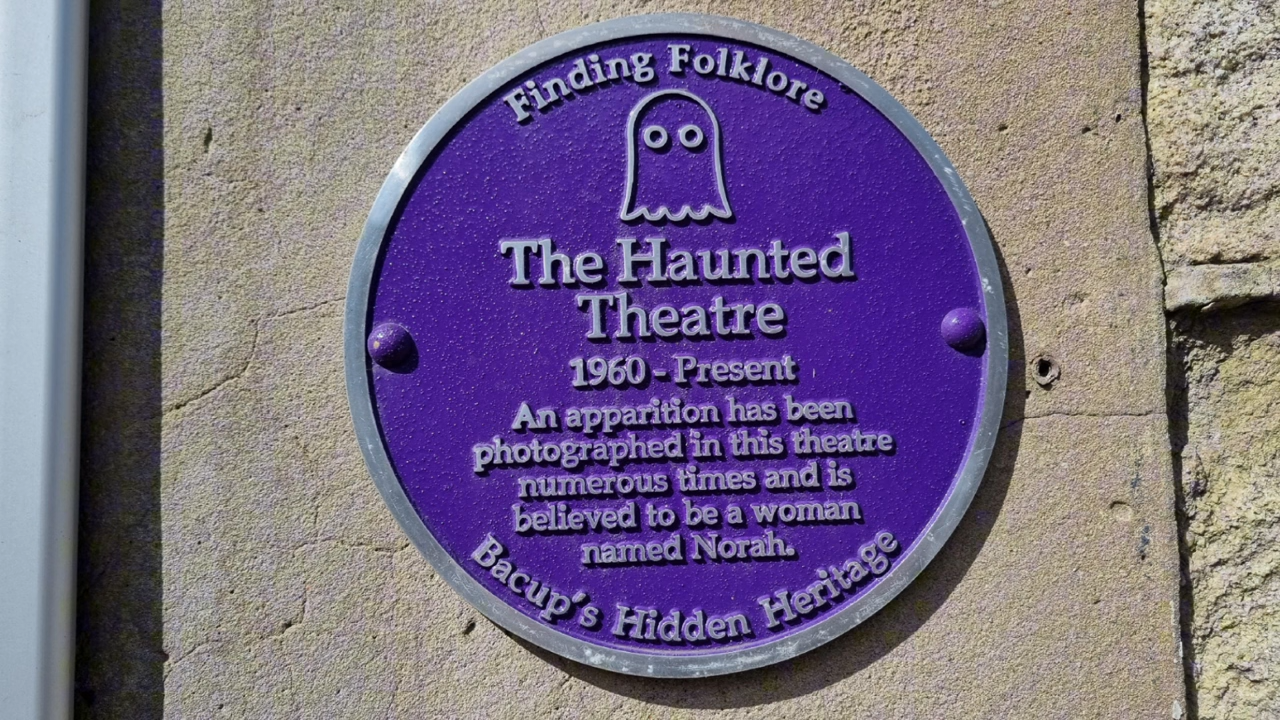 Finding Folklore
The Haunted
Theatre
1960 - Present
An apparition has been
photographed in this theatre
numerous times and is
believed to be a woman
named Norah.
Bacup's Hidden Heritage